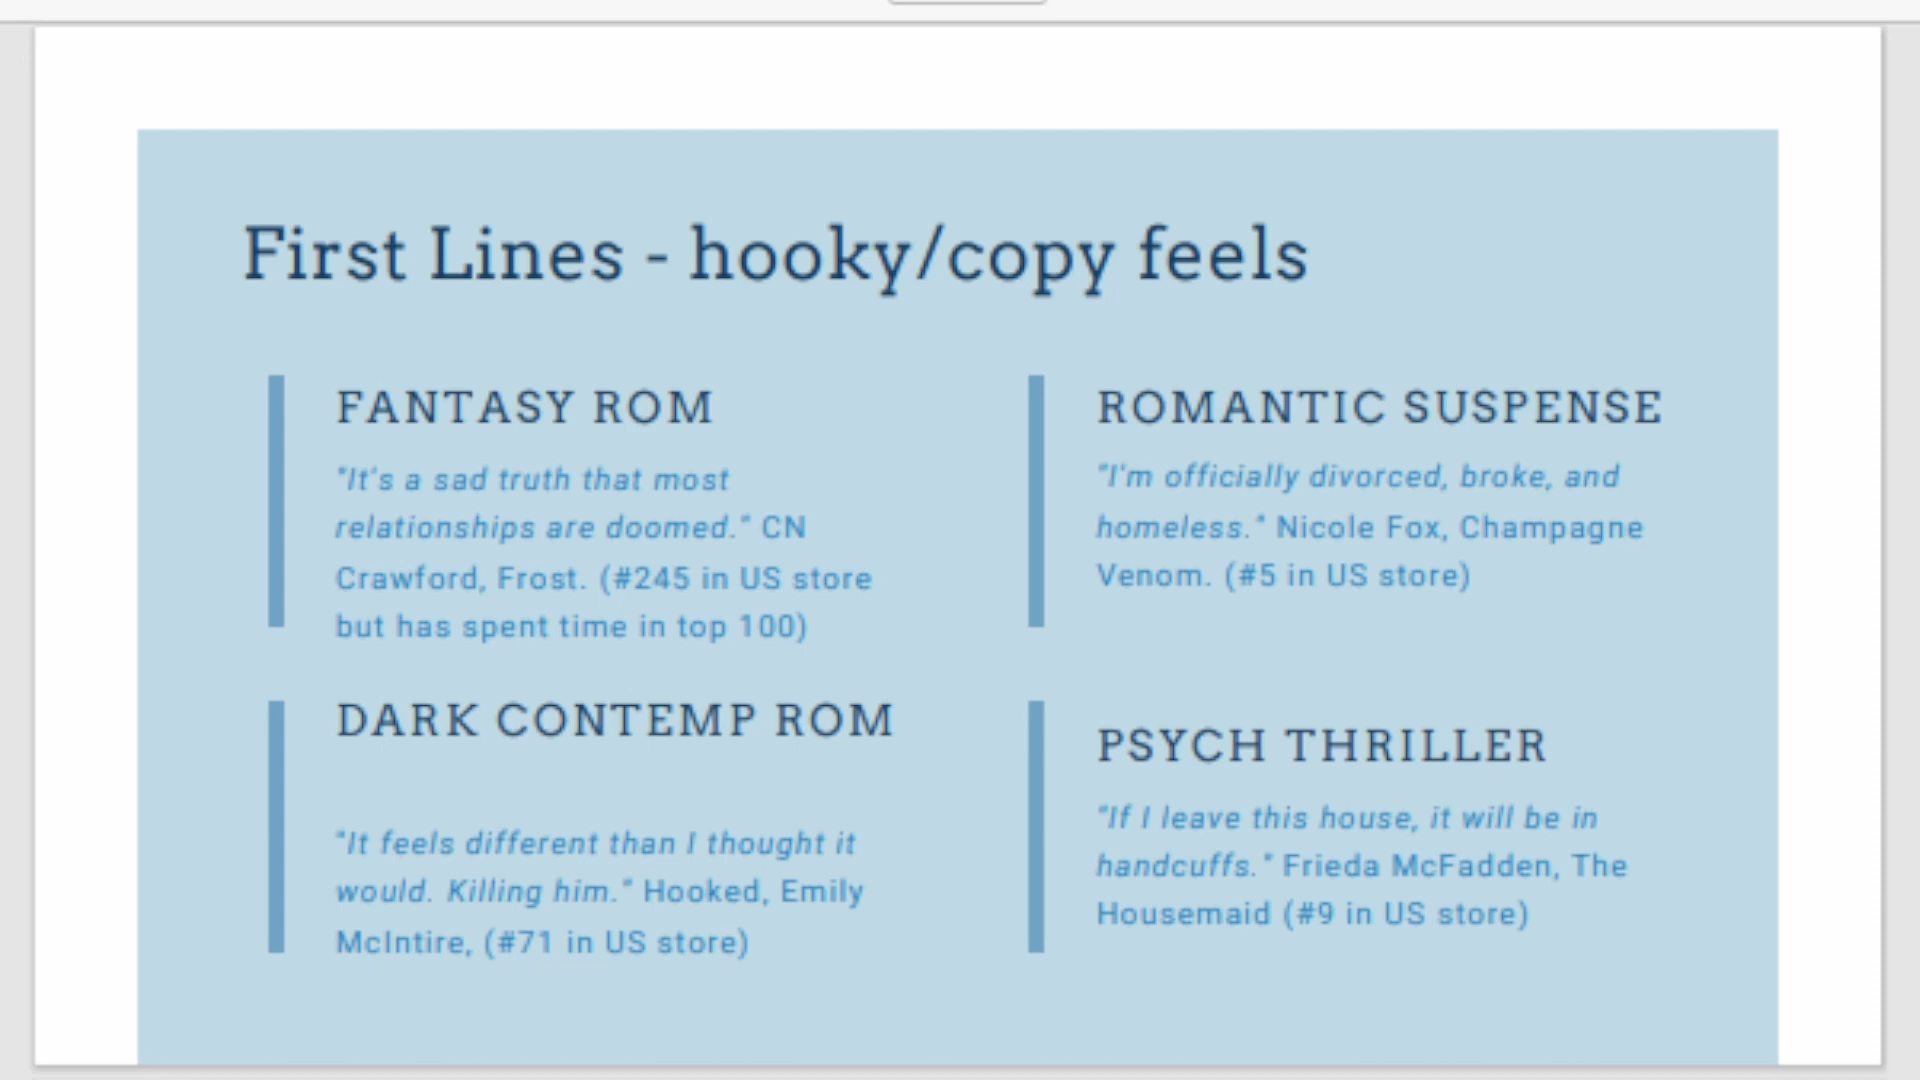 First Lines - hooky/copy feels
FANTASY ROM
"It's a sad truth that most
relationships are doomed." CN
Crawford, Frost. (#245 in US store
but has spent time in top 100)
ROMANTIC SUSPENSE
"I'm officially divorced, broke, and
homeless." Nicole Fox, Champagne
Venom. (#5 in US store)
DARK CONTEMP ROM
"It feels different than I thought it
would. Killing him." Hooked, Emily
McIntire, (#71 in US store)
PSYCH THRILLER
"If I leave this house, it will be in
handcuffs." Frieda McFadden, The
Housemaid (#9 in US store)